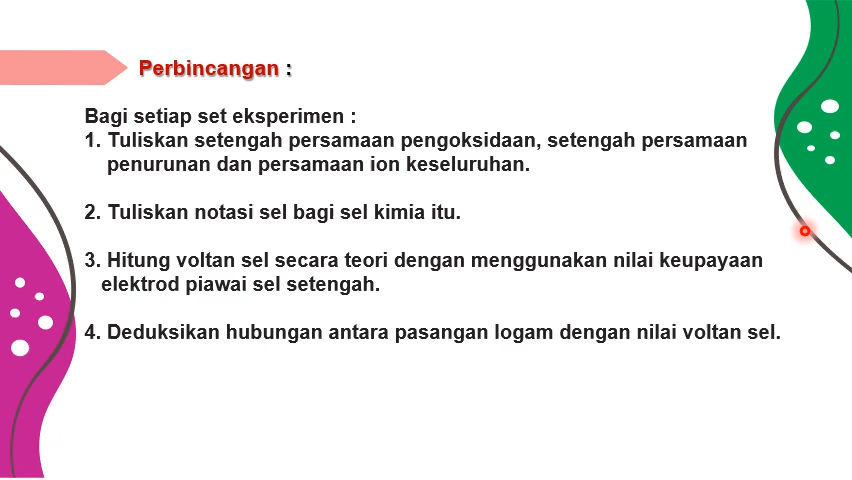 Perbincangan :
Bagi setiap set eksperimen :
1. Tuliskan setengah persamaan pengoksidaan, setengah persamaan
penurunan dan persamaan ion keseluruhan.
2. Tuliskan notasi sel bagi sel kimia itu.
3. Hitung voltan sel secara teori dengan menggunakan nilai keupayaan
elektrod piawai sel setengah.
4. Deduksikan hubungan antara pasangan logam dengan nilai voltan sel.